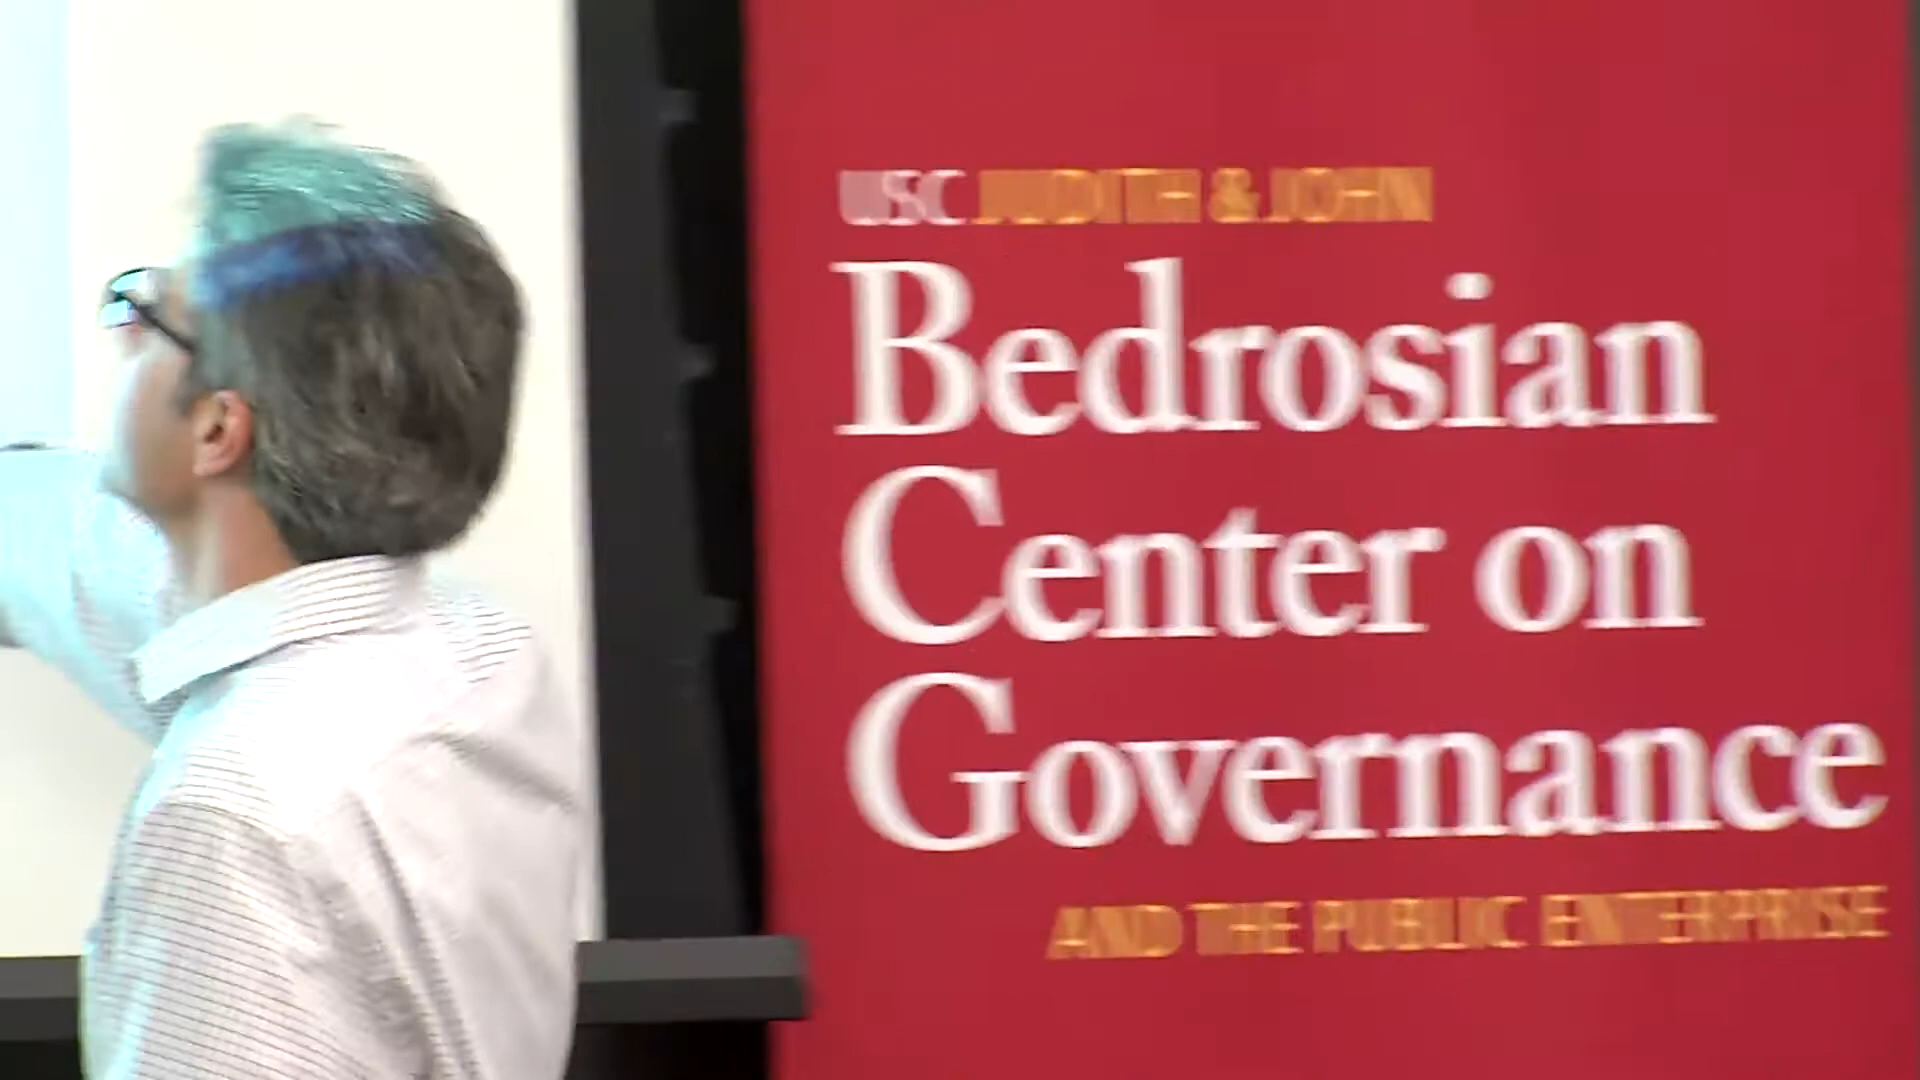 USC JUDITH & JOHN
Bedrosian
Center on
Governance
AND THE PUBLIC ENTERPRISE